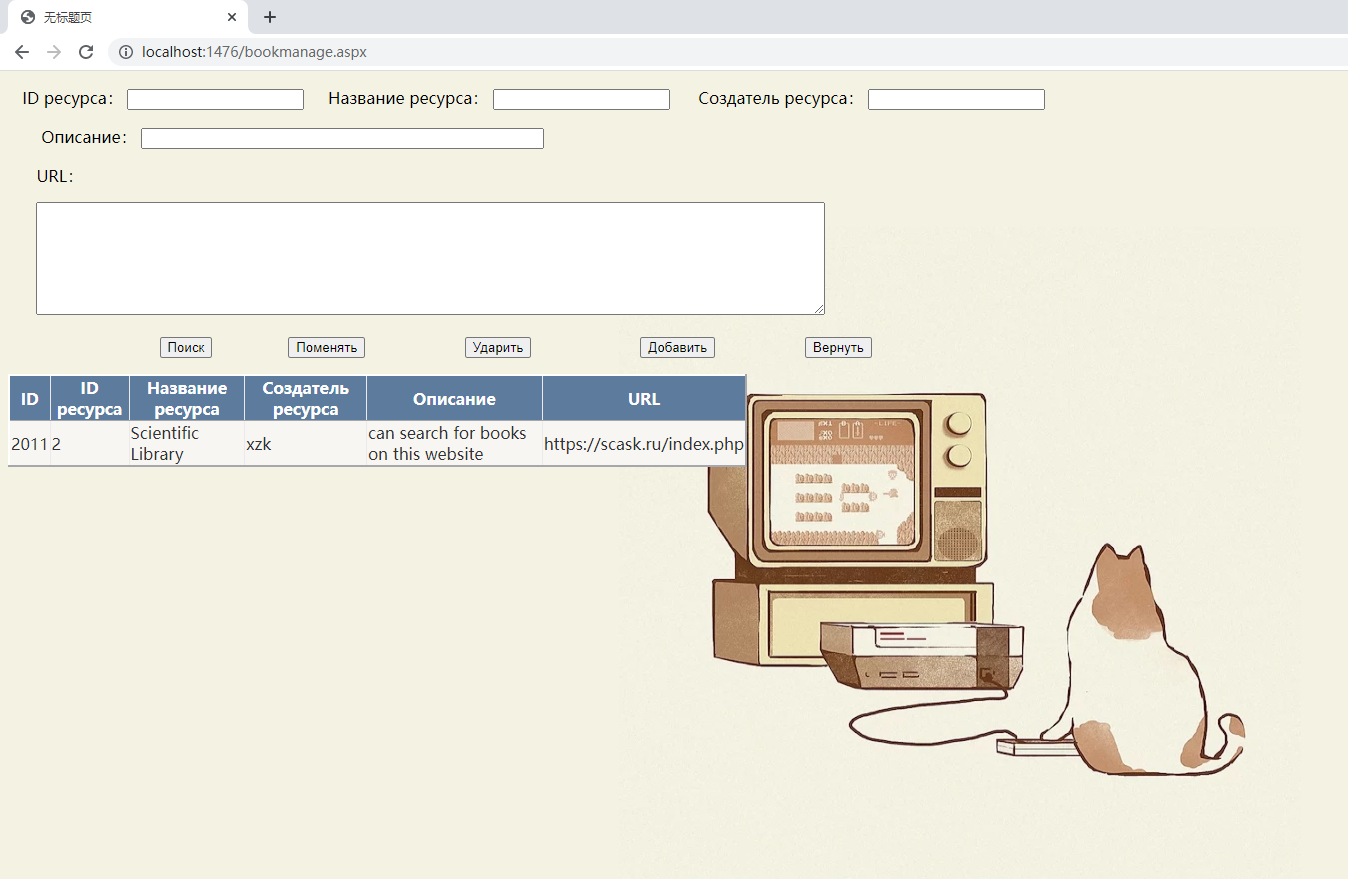 无标题页
localhost:1476/bookmanage.aspx
ID ресурса: Название ресурса: Создатель ресурса:
Описание:
URL:
Поиск Поменять Ударить Добавить Вернуть
ID ID ресурса Название ресурса Создатель ресурса Описание URL
2011 2 Scientific Library xzk can search for books on this website https://scask.ru/index.php
-LIFE-